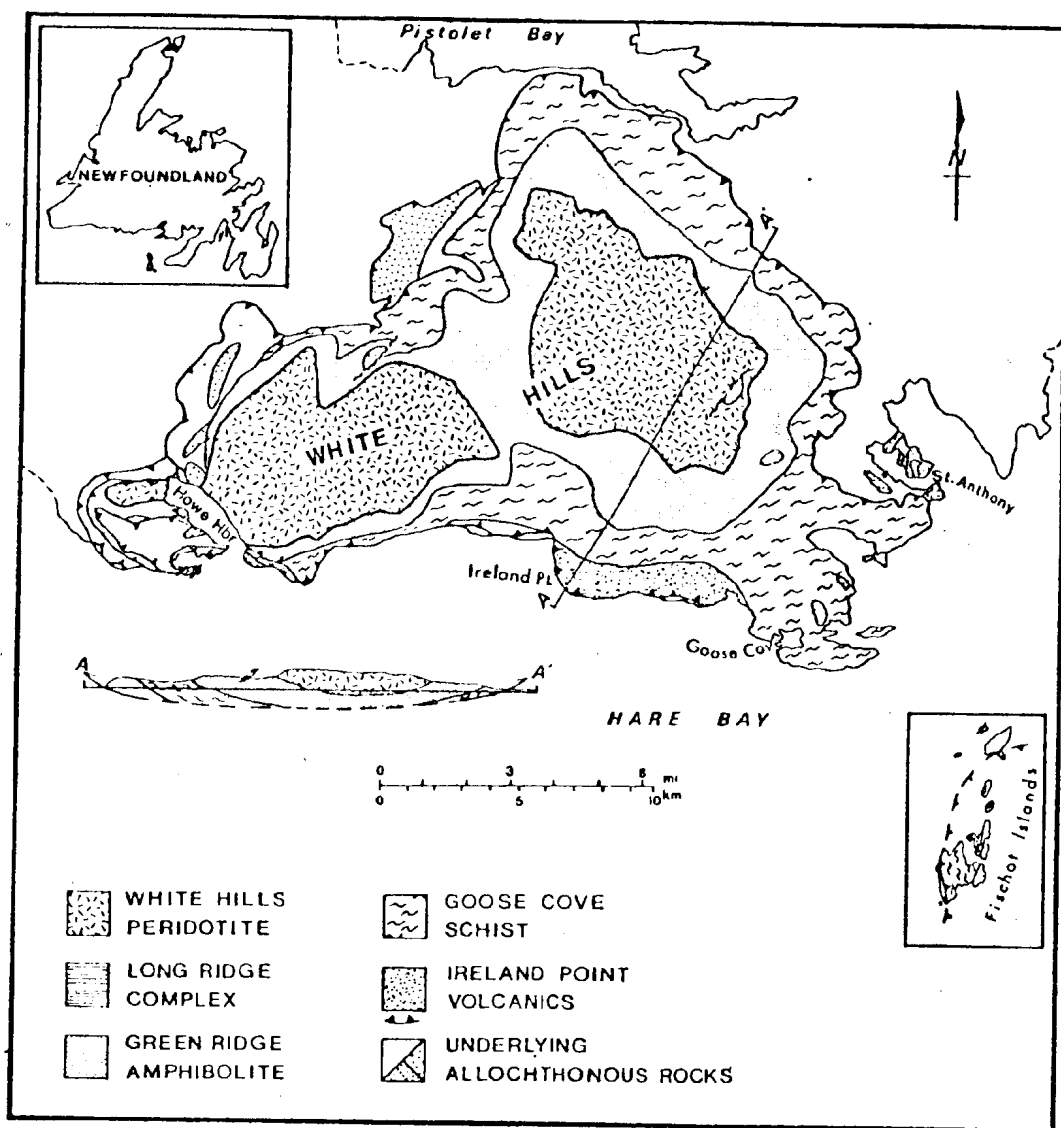 Pistolet Bay
NEWFOUNDLAND
N
A'
HILLS
WHITE
St. Anthony
Howe Hbr
Ireland Pt.
A
Goose Cove
A A'
HARE BAY
0 3 6 mi
0 5 10 km
Fischot Islands
WHITE HILLS
PERIDOTITE
LONG RIDGE
COMPLEX
GREEN RIDGE
AMPHIBOLITE
GOOSE COVE
SCHIST
IRELAND POINT
VOLCANICS
UNDERLYING
ALLOCHTHONOUS ROCKS